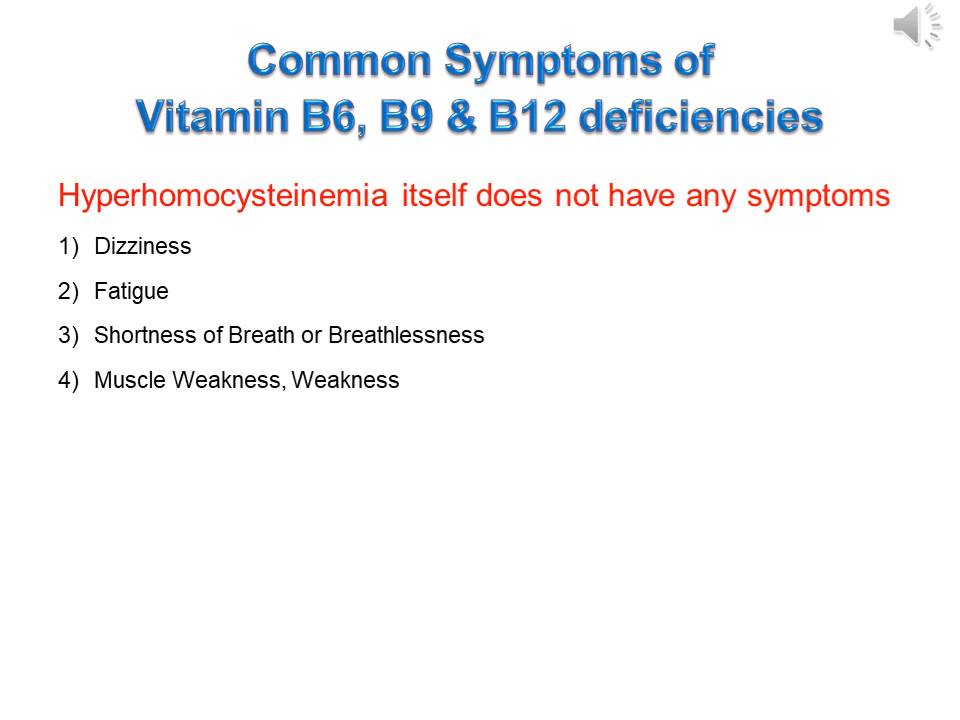 Common Symptoms of
Vitamin B6, B9 & B12 deficiencies
Hyperhomocysteinemia itself does not have any symptoms
1) Dizziness
2) Fatigue
3) Shortness of Breath or Breathlessness
4) Muscle Weakness, Weakness